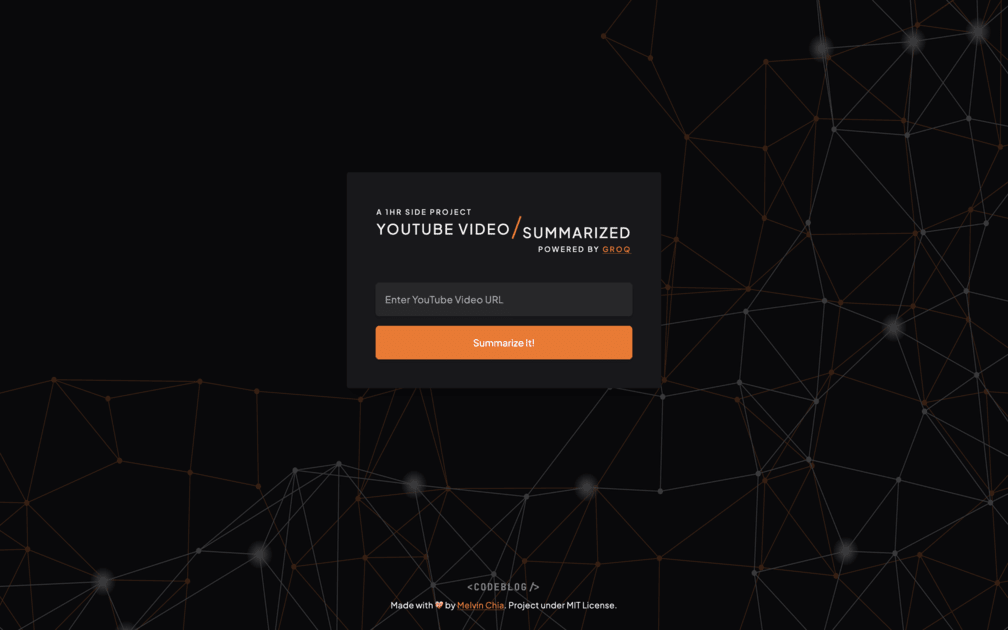 A 1HR SIDE PROJECT
YOUTUBE VIDEO/SUMMARIZED
POWERED BY GROQ
Enter YouTube Video URL
Summarize It!
<CODEBLOG/>
Made with 🧡 by Melvin Chia. Project under MIT License.